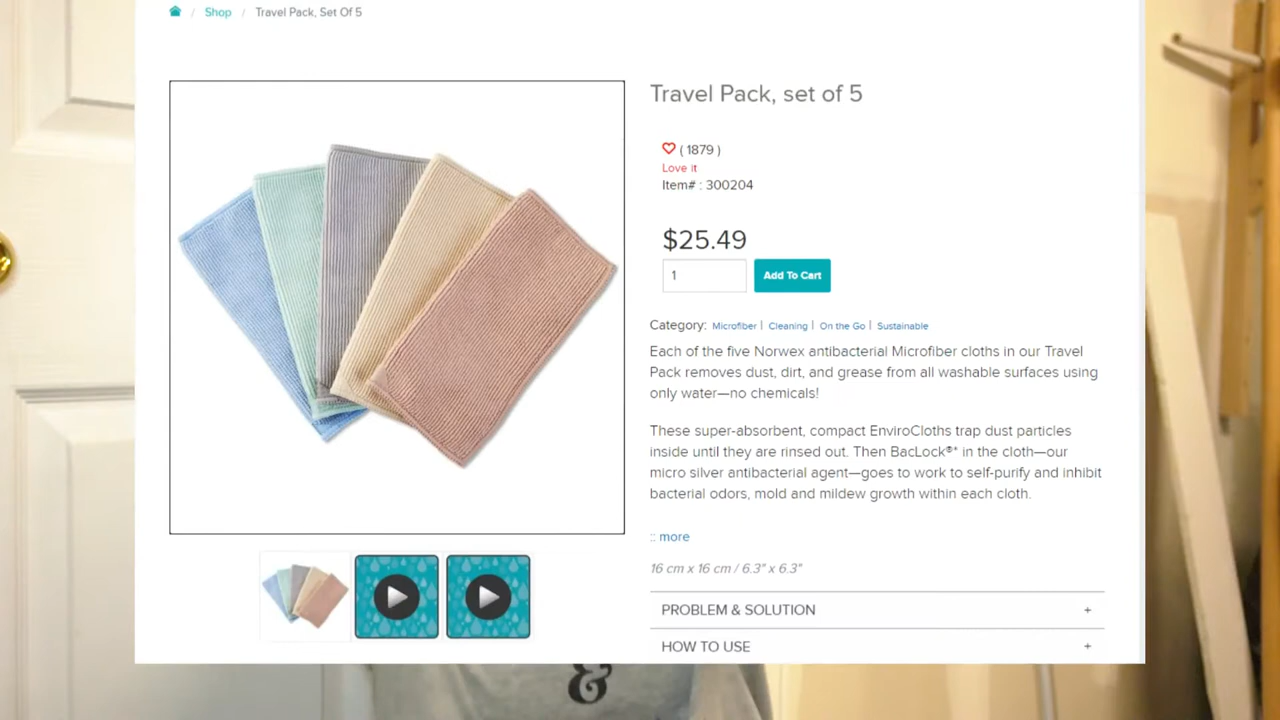 / Shop / Travel Pack, Set Of 5
Travel Pack, set of 5
( 1879 )
Love it
Item# : 300204
$25.49
1
Add To Cart
Category: Microfiber | Cleaning | On the Go | Sustainable
Each of the five Norwex antibacterial Microfiber cloths in our Travel
Pack removes dust, dirt, and grease from all washable surfaces using
only water—no chemicals!
These super-absorbent, compact EnviroCloths trap dust particles
inside until they are rinsed out. Then BacLock®* in the cloth—our
micro silver antibacterial agent—goes to work to self-purify and inhibit
bacterial odors, mold and mildew growth within each cloth.
:: more
16 cm x 16 cm / 6.3" x 6.3"
PROBLEM & SOLUTION +
HOW TO USE +
&